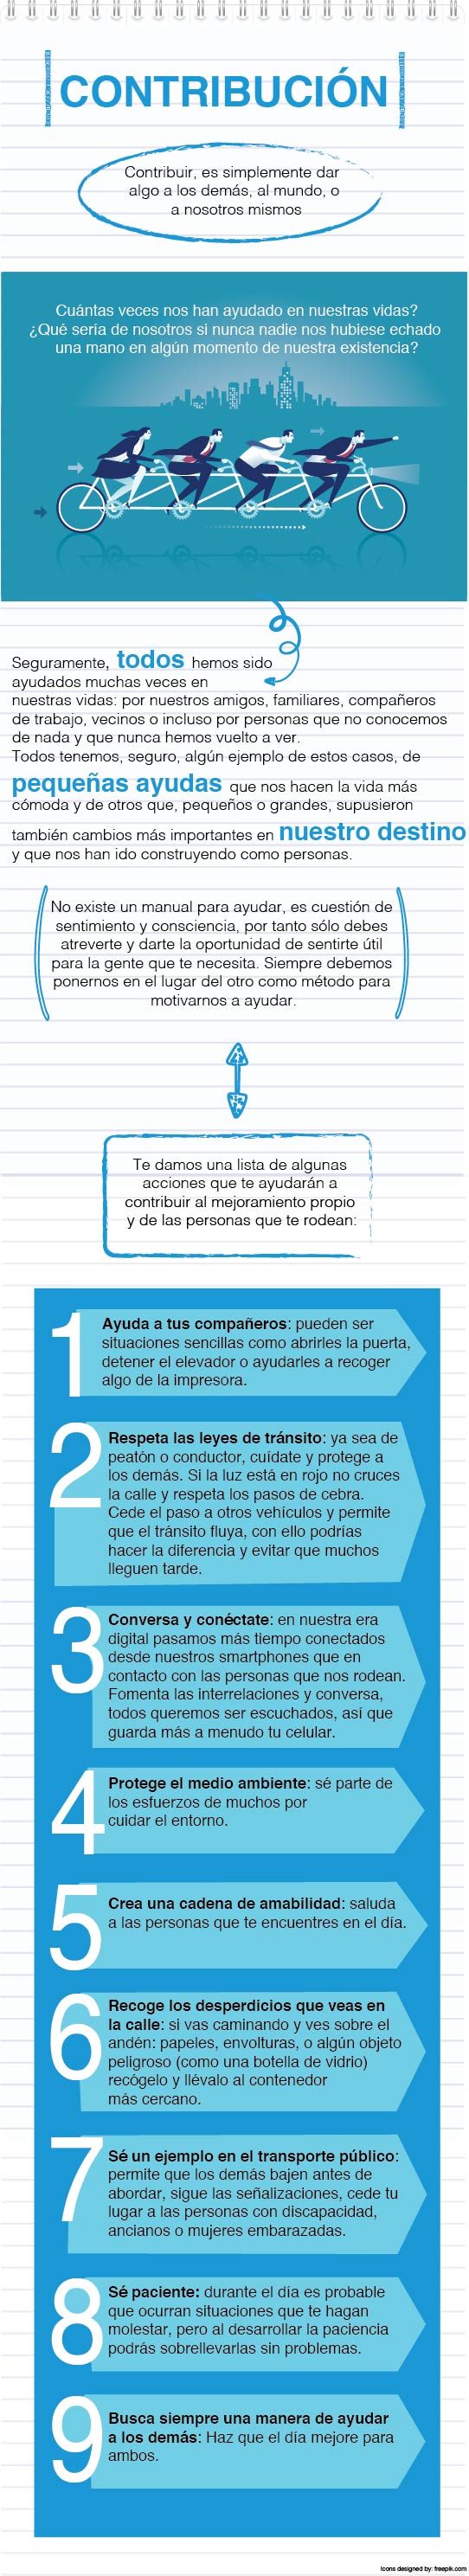 CONTRIBUCIÓN
Contribuir, es simplemente dar
algo a los demás, al mundo, o
a nosotros mismos
Cuántas veces nos han ayudado en nuestras vidas?
¿Qué sería de nosotros si nunca nadie nos hubiese echado
una mano en algún momento de nuestra existencia?
Seguramente, todos hemos sido
ayudados muchas veces en
nuestras vidas: por nuestros amigos, familiares, compañeros
de trabajo, vecinos o incluso por personas que no conocemos
de nada y que nunca hemos vuelto a ver.
Todos tenemos, seguro, algún ejemplo de estos casos, de
pequeñas ayudas que nos hacen la vida más
cómoda y de otros que, pequeños o grandes, supusieron
también cambios más importantes en nuestro destino
y que nos han ido construyendo como personas.
No existe un manual para ayudar, es cuestión de
sentimiento y consciencia, por tanto sólo debes
atreverte y darte la oportunidad de sentirte útil
para la gente que te necesita. Siempre debemos
ponernos en el lugar del otro como método para
motivarnos a ayudar.
Te damos una lista de algunas
acciones que te ayudarán a
contribuir al mejoramiento propio
y de las personas que te rodean:
1
Ayuda a tus compañeros: pueden ser
situaciones sencillas como abrirles la puerta,
detener el elevador o ayudarles a recoger
algo de la impresora.
2
Respeta las leyes de tránsito: ya sea de
peatón o conductor, cuídate y protege a
los demás. Si la luz está en rojo no cruces
la calle y respeta los pasos de cebra.
Cede el paso a otros vehículos y permite
que el tránsito fluya, con ello podrías
hacer la diferencia y evitar que muchos
lleguen tarde.
3
Conversa y conéctate: en nuestra era
digital pasamos más tiempo conectados
desde nuestros smartphones que en
contacto con las personas que nos rodean.
Fomenta las interrelaciones y conversa,
todos queremos ser escuchados, así que
guarda más a menudo tu celular.
4
Protege el medio ambiente: sé parte de
los esfuerzos de muchos por
cuidar el entorno.
5
Crea una cadena de amabilidad: saluda
a las personas que te encuentres en el día.
6
Recoge los desperdicios que veas en
la calle: si vas caminando y ves sobre el
andén: papeles, envolturas, o algún objeto
peligroso (como una botella de vidrio)
recógelo y llévalo al contenedor
más cercano.
7
Sé un ejemplo en el transporte público:
permite que los demás bajen antes de
abordar, sigue las señalizaciones, cede tu
lugar a las personas con discapacidad,
ancianos o mujeres embarazadas.
8
Sé paciente: durante el día es probable
que ocurran situaciones que te hagan
molestar, pero al desarrollar la paciencia
podrás sobrellevarlas sin problemas.
9
Busca siempre una manera de ayudar
a los demás: Haz que el día mejore para
ambos.
Icons designed by: freepik.com